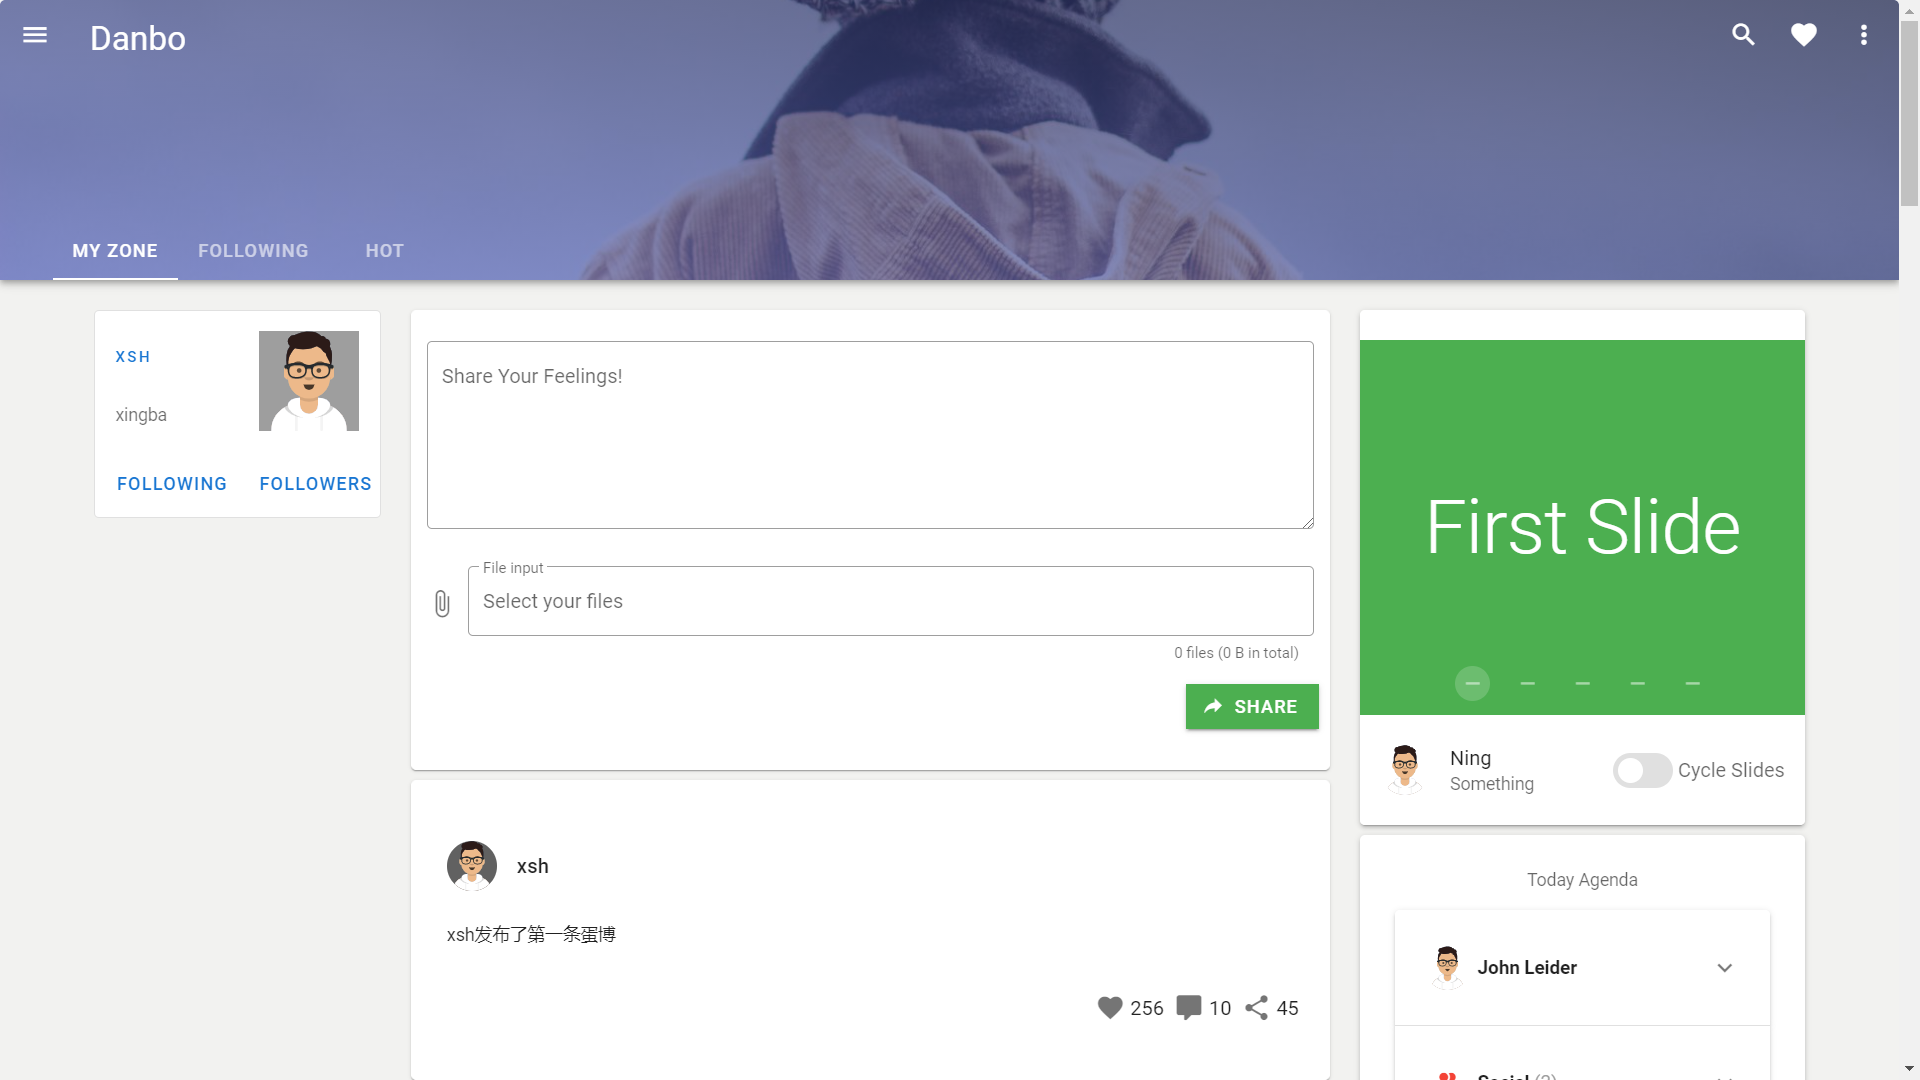 Danbo
MY ZONE
FOLLOWING
HOT
XSH
xingba
FOLLOWING
FOLLOWERS
Share Your Feelings!
File input
Select your files
0 files (0 B in total)
SHARE
xsh
xsh发布了第一条蛋博
256
10
45
First Slide
Ning
Something
Cycle Slides
Today Agenda
John Leider
Social (3)